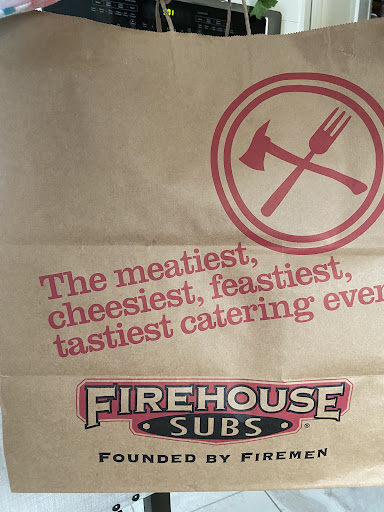 The meatiest,
cheesiest, feastiest,
tastiest catering ever
FIREHOUSE
SUBS®
FOUNDED BY FIREMEN